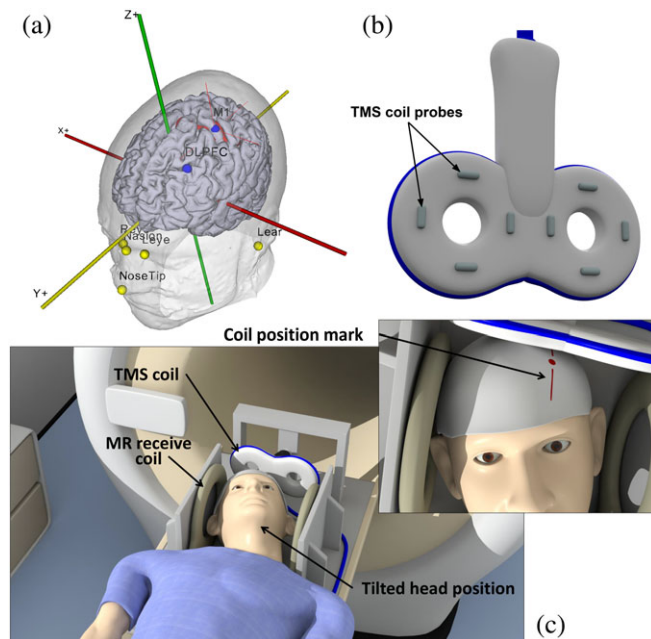 (a)
Z+
X+
M1
DLPFC
Nasion
Leye
Lear
NoseTip
Y+
(b)
TMS coil probes
Coil position mark
TMS coil
MR receive
coil
Tilted head position
(c)